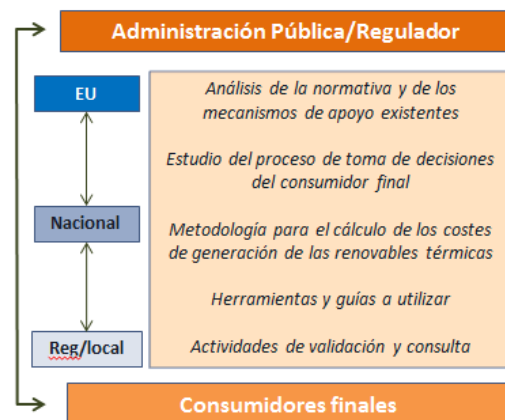 Administración Pública/Regulador
EU
Análisis de la normativa y de los
mecanismos de apoyo existentes
Estudio del proceso de toma de decisiones
del consumidor final
Nacional
Metodología para el cálculo de los costes
de generación de las renovables térmicas
Herramientas y guías a utilizar
Reg/local
Actividades de validación y consulta
Consumidores finales